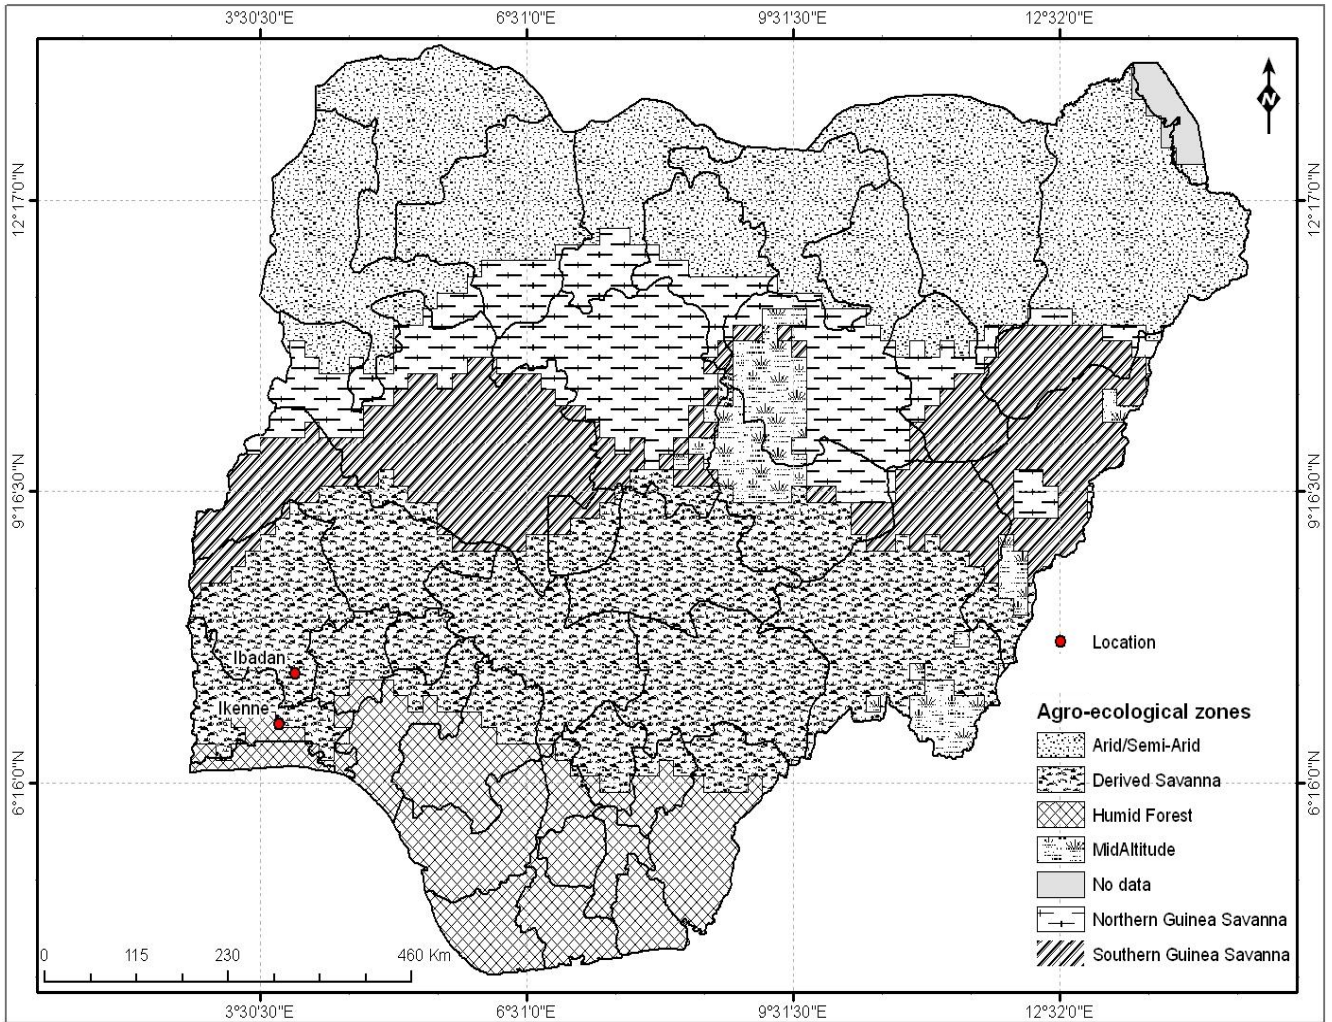 3°30'30"E
6°31'0"E
9°31'30"E
12°32'0"E
N
12°17'0"N
12°17'0"N
9°16'30"N
9°16'30"N
Location
Ibadan
Ikenne
Agro-ecological zones
Arid/Semi-Arid
6°16'0"N
6°16'0"N
Derived Savanna
Humid Forest
MidAltitude
No data
Northern Guinea Savanna
Southern Guinea Savanna
0 115 230 460 Km
3°30'30"E
6°31'0"E
9°31'30"E
12°32'0"E